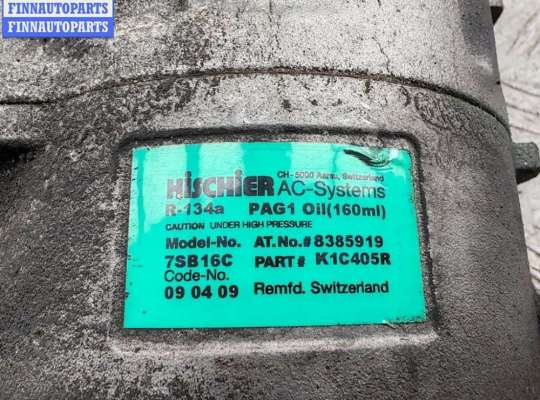 FINNAUTOPARTS
FINNAUTOPARTS
CH - 5000 Aarau, Switzerland
HISCHIER AC-Systems
R-134a PAG1 Oil(160ml)
CAUTION UNDER HIGH PRESSURE
Model-No. AT.No.#8385919
7SB16C PART# K1C405R
Code-No.
09 04 09 Remfd. Switzerland